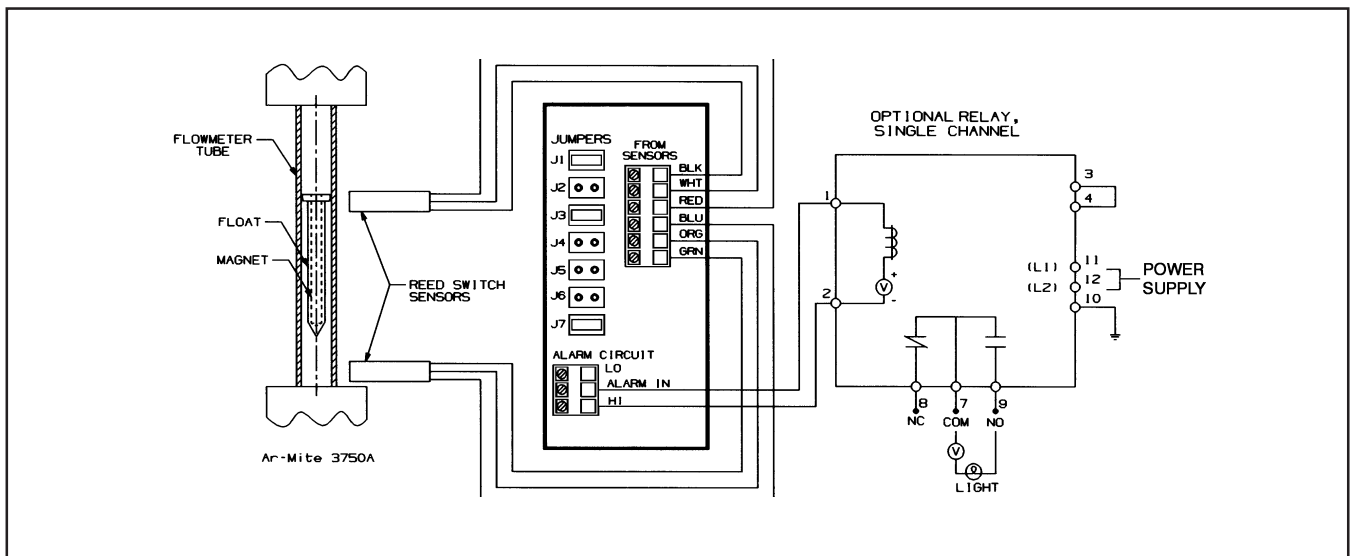 FLOWMETER
TUBE
FLOAT
MAGNET
REED SWITCH
SENSORS
Ar-Mite 3750A
JUMPERS
J1
J2
J3
J4
J5
J6
J7
FROM
SENSORS
BLK
WHT
RED
BLU
ORG
GRN
ALARM CIRCUIT
LO
ALARM IN
HI
OPTIONAL RELAY,
SINGLE CHANNEL
1
2
V
+
-
3
4
(L1) 11
(L2) 12
10
POWER
SUPPLY
8
7
9
NC
COM
NO
V
LIGHT